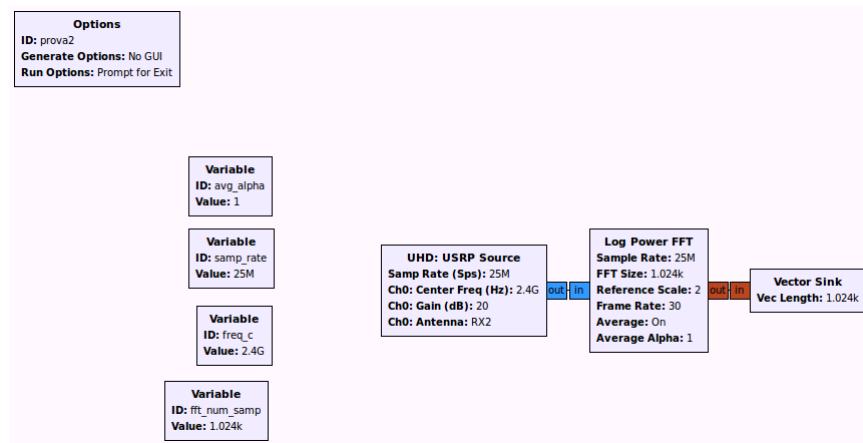 Options
ID: prova2
Generate Options: No GUI
Run Options: Prompt for Exit
Variable
ID: avg_alpha
Value: 1
Variable
ID: samp_rate
Value: 25M
Variable
ID: freq_c
Value: 2.4G
Variable
ID: fft_num_samp
Value: 1.024k
UHD: USRP Source
Samp Rate (Sps): 25M
Ch0: Center Freq (Hz): 2.4G
Ch0: Gain (dB): 20
Ch0: Antenna: RX2
out
in
Log Power FFT
Sample Rate: 25M
FFT Size: 1.024k
Reference Scale: 2
Frame Rate: 30
Average: On
Average Alpha: 1
out
in
Vector Sink
Vec Length: 1.024k